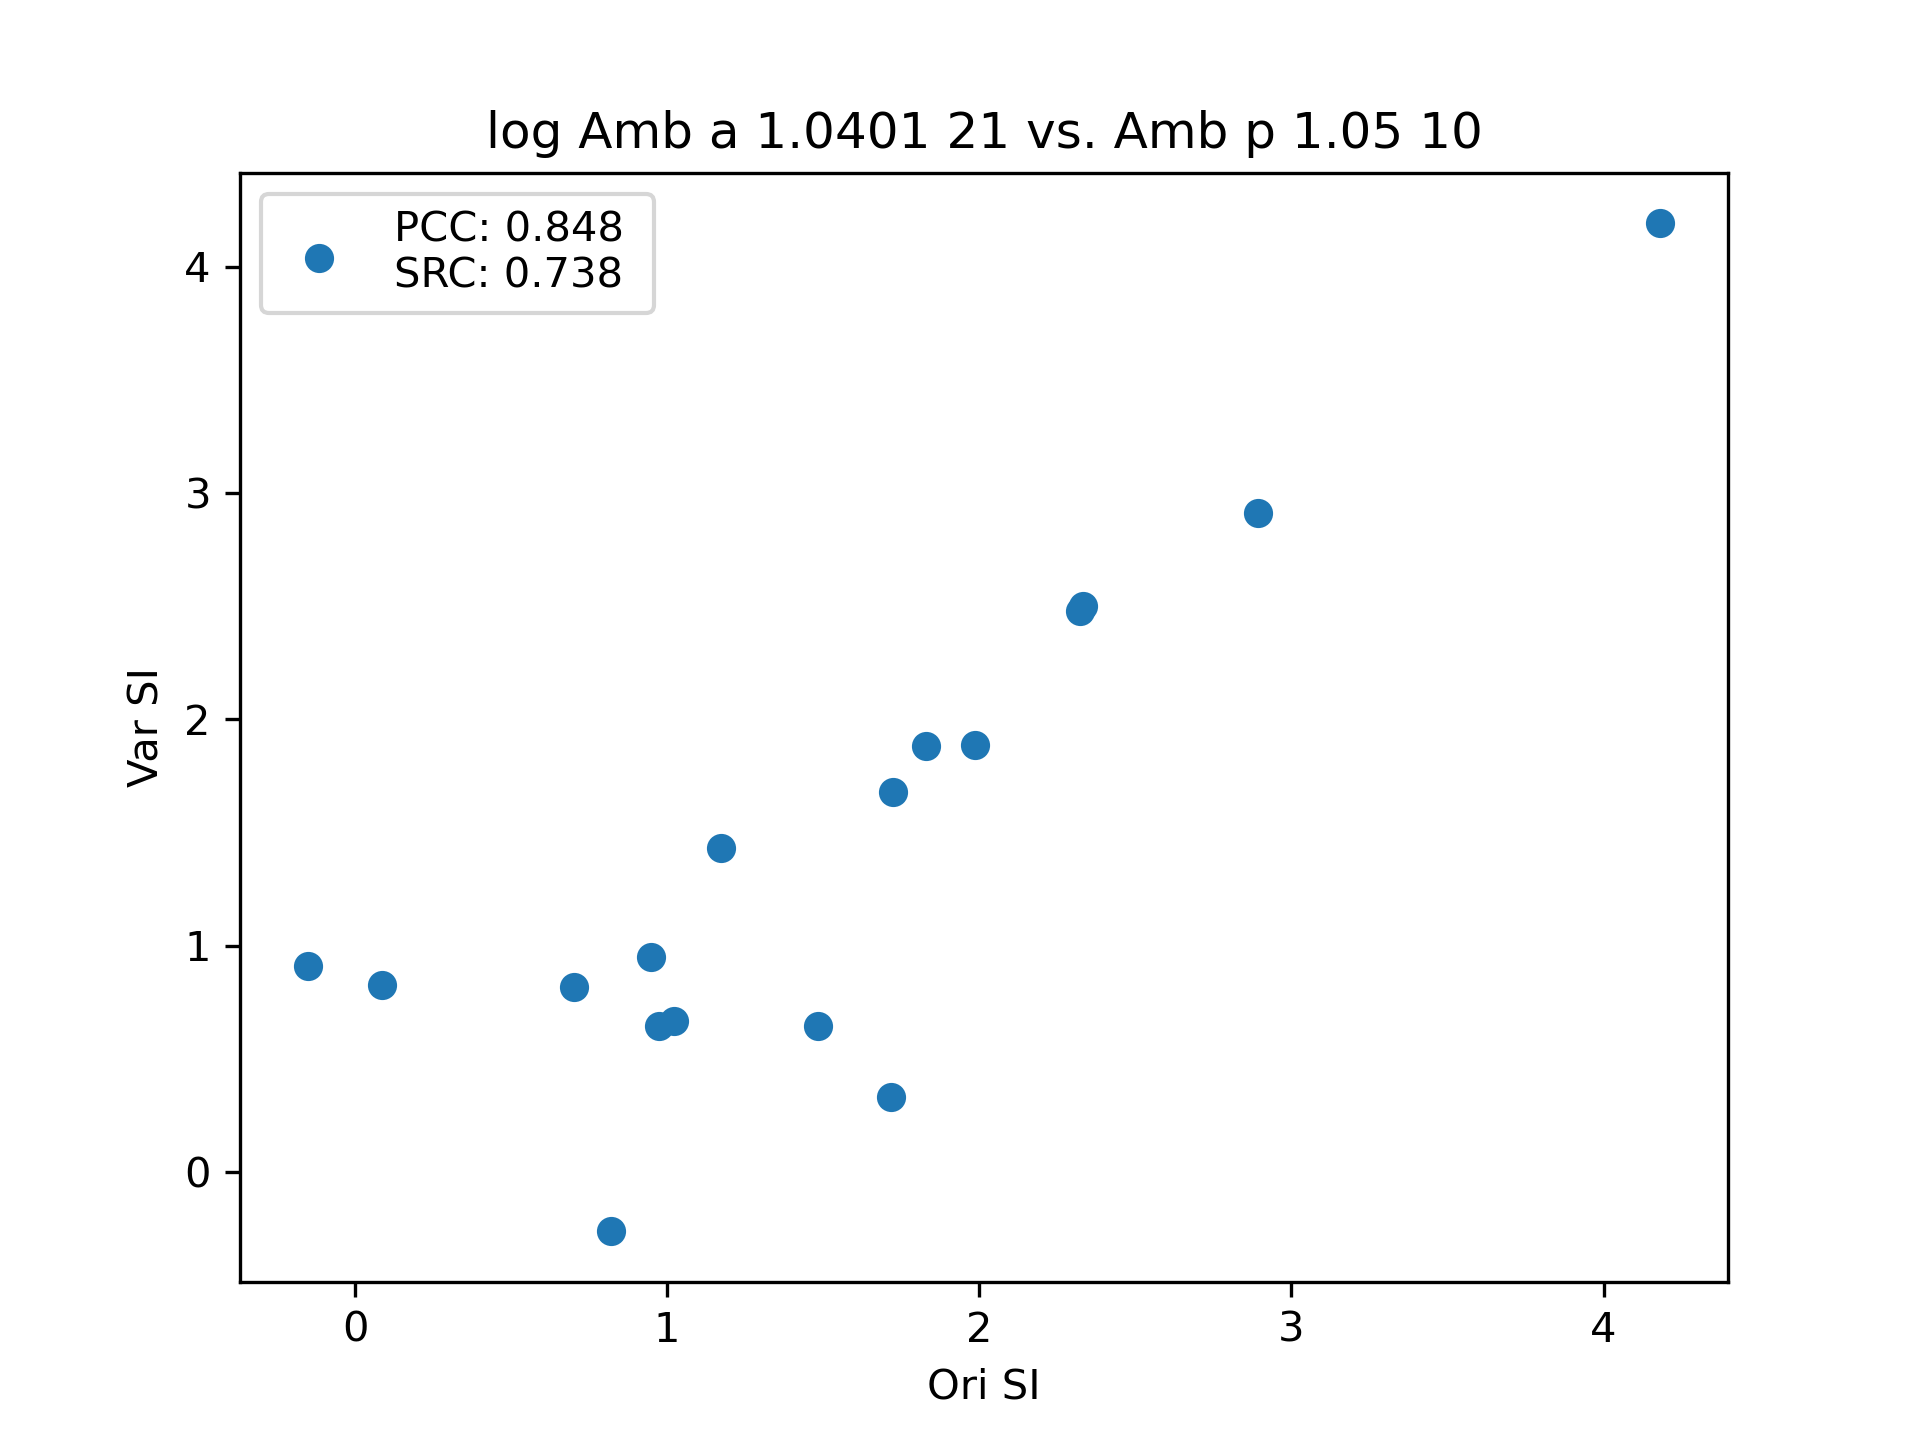 log Amb a 1.0401 21 vs. Amb p 1.05 10
PCC: 0.848
SRC: 0.738
4
3
2
1
0
Var SI
0 1 2 3 4
Ori SI